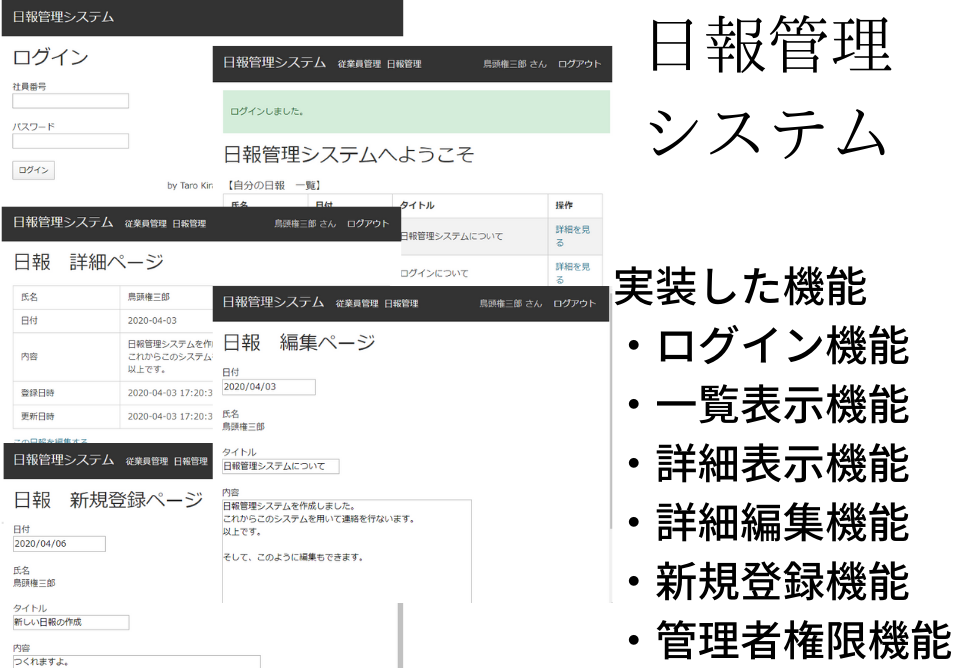 日報管理システム
ログイン
社員番号
パスワード
ログイン
by Taro Kiri
日報管理システム 従業員管理 日報管理 鳥頭権三郎 さん ログアウト
ログインしました。
日報管理システムへようこそ
【自分の日報 一覧】
氏名 日付 タイトル 操作
日報管理システムについて 詳細を見る
ログインについて 詳細を見る
日報管理システム 従業員管理 日報管理 鳥頭権三郎 さん ログアウト
日報 詳細ページ
氏名 鳥頭権三郎
日付 2020-04-03
内容 日報管理システムを作
これからこのシステム
以上です。
登録日時 2020-04-03 17:20:3
更新日時 2020-04-03 17:20:3
この日報を編集する
日報管理システム 従業員管理 日報管理 鳥頭権三郎 さん ログアウト
日報 編集ページ
日付
2020/04/03
氏名
鳥頭権三郎
タイトル
日報管理システムについて
内容
日報管理システムを作成しました。
これからこのシステムを用いて連絡を行ないます。
以上です。
そして、このように編集もできます。
日報管理システム 従業員管理 日報管理
日報 新規登録ページ
日付
2020/04/06
氏名
鳥頭権三郎
タイトル
新しい日報の作成
内容
つくれますよ。
日報管理
システム
実装した機能
・ログイン機能
・一覧表示機能
・詳細表示機能
・詳細編集機能
・新規登録機能
・管理者権限機能